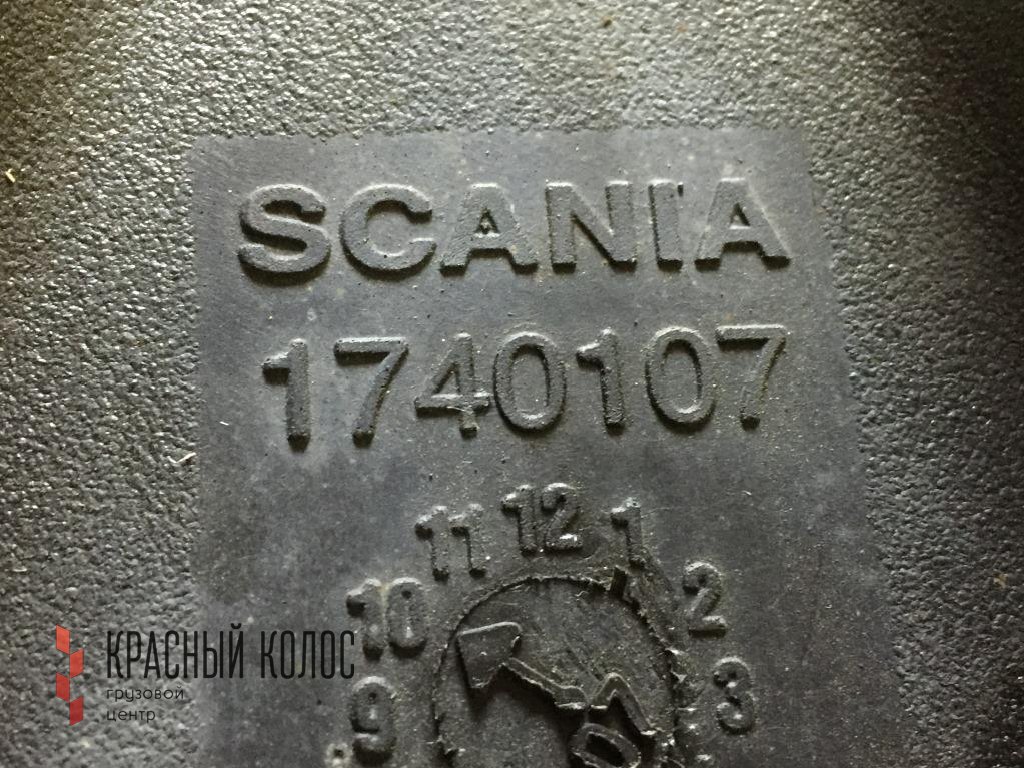 SCANIA
1740107
12
11 1
10 2
9 3
КРАСНЫЙ КОЛОС
грузовой
центр